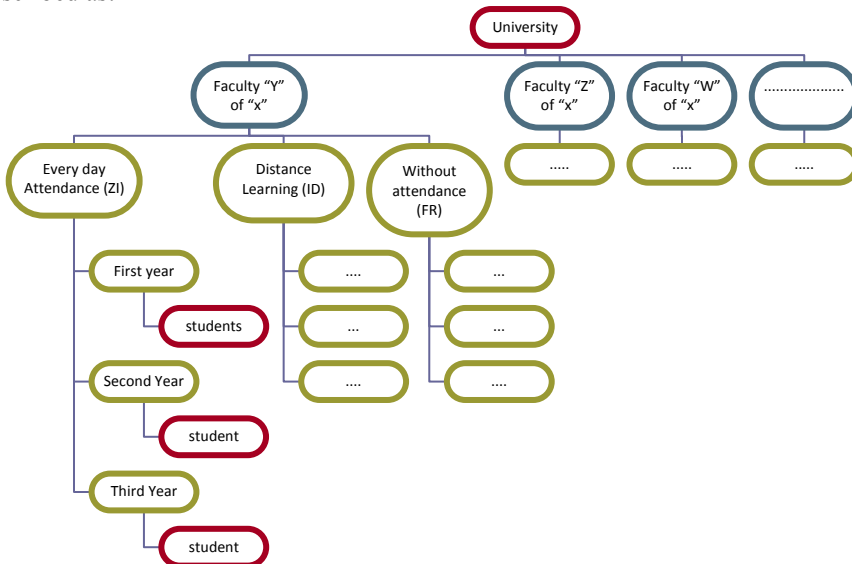 University
Faculty “Y”
of “x”
Faculty “Z”
of “x”
Faculty “W”
of “x”
.....................
Every day
Attendance (ZI)
Distance
Learning (ID)
Without
attendance
(FR)
.....
.....
.....
First year
....
...
students
...
...
Second Year
....
....
student
Third Year
student